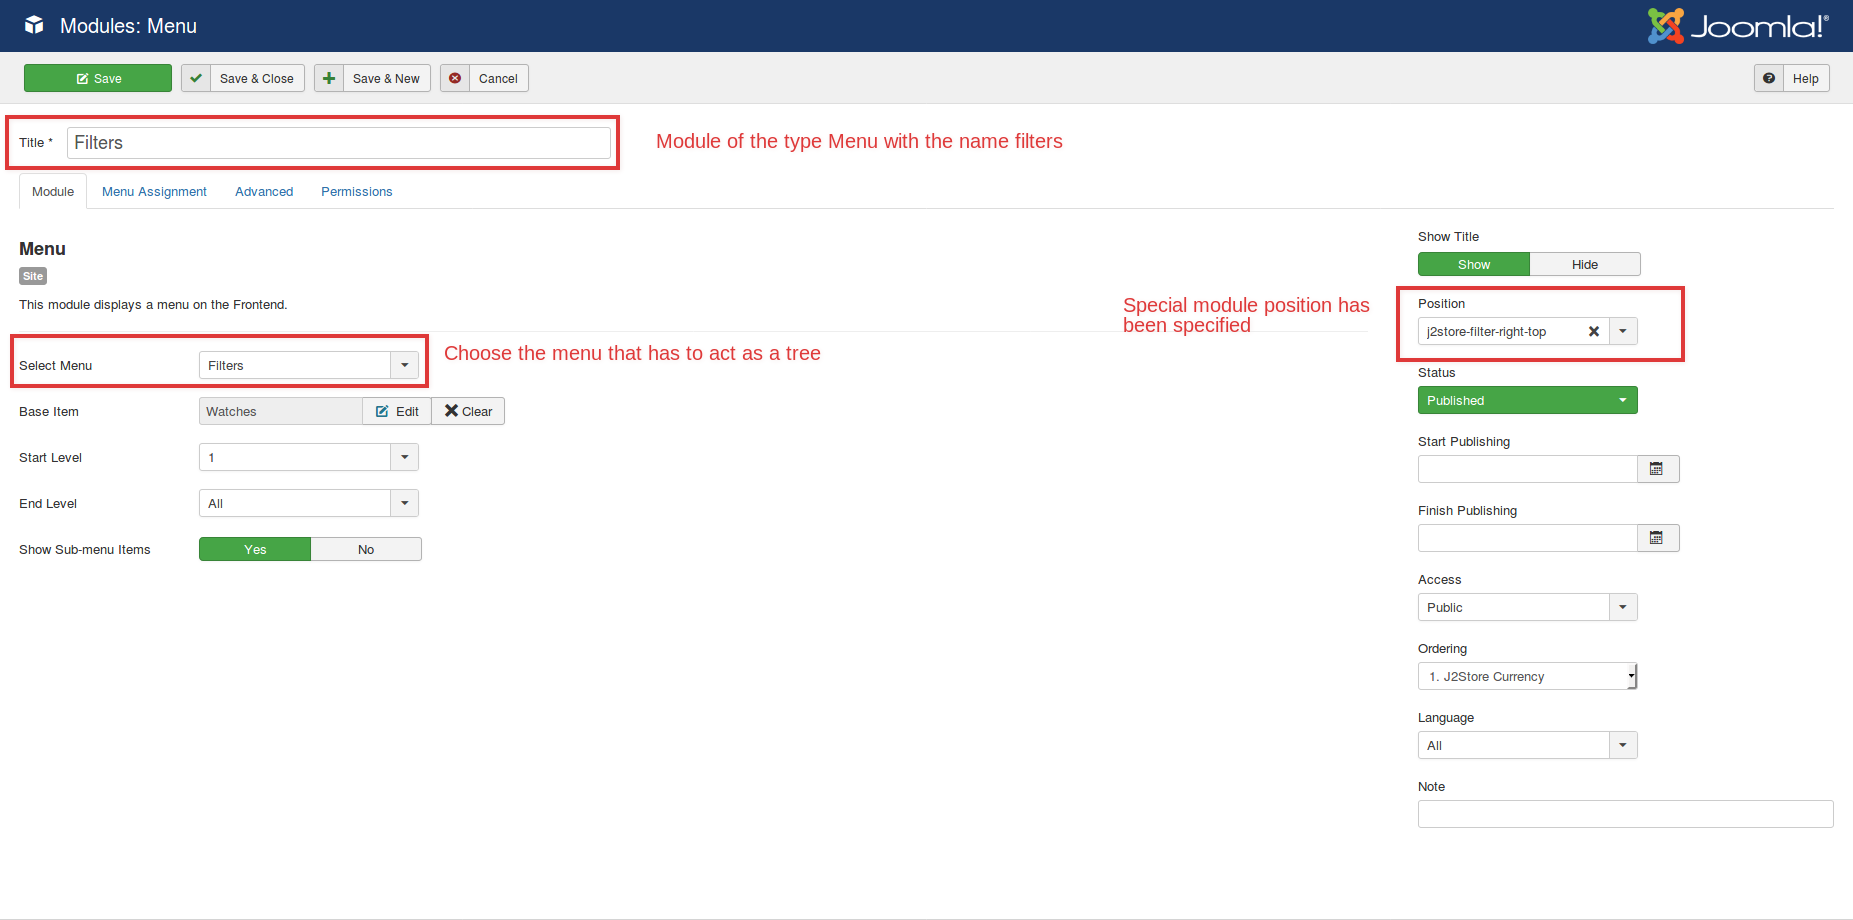 Modules: Menu
Joomla!®
Save
Save & Close
Save & New
Cancel
Help
Title *
Filters
Module of the type Menu with the name filters
Module
Menu Assignment
Advanced
Permissions
Menu
Site
This module displays a menu on the Frontend.
Select Menu
Filters
Choose the menu that has to act as a tree
Base Item
Watches
Edit
Clear
Start Level
1
End Level
All
Show Sub-menu Items
Yes
No
Show Title
Show
Hide
Special module position has
been specified
Position
j2store-filter-right-top
Status
Published
Start Publishing
Finish Publishing
Access
Public
Ordering
1. J2Store Currency
Language
All
Note